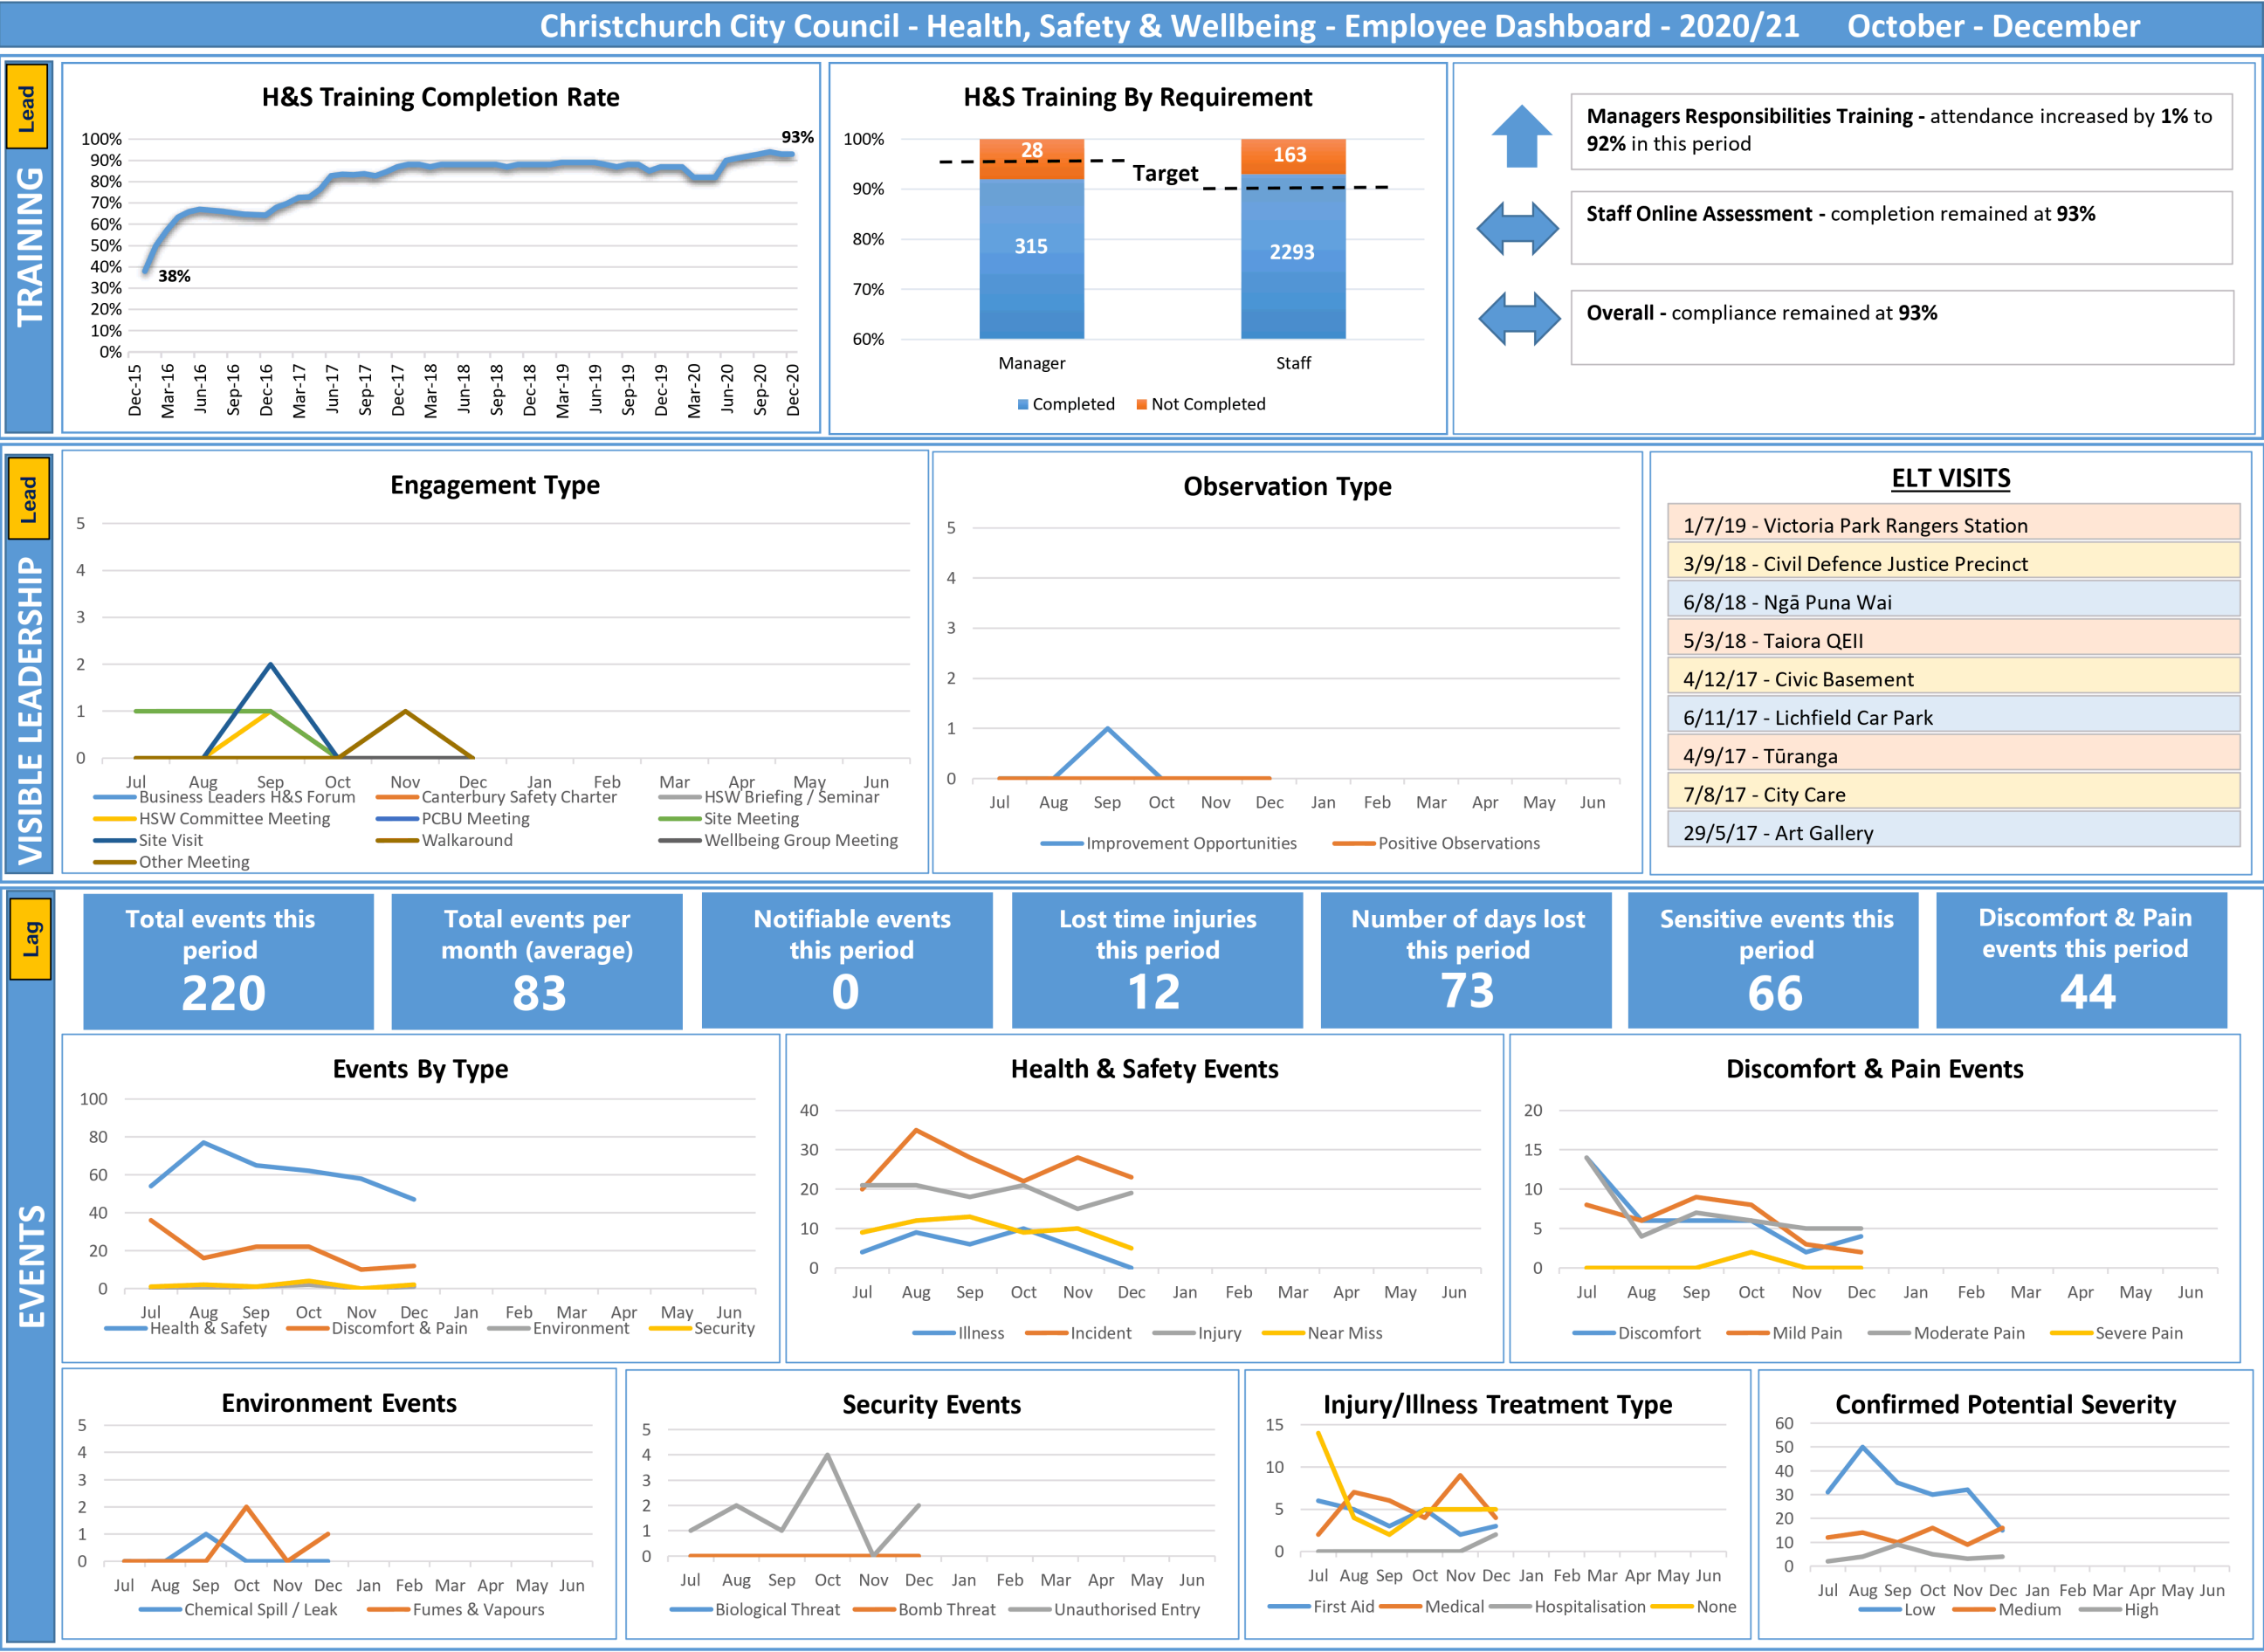 Christchurch City Council - Health, Safety & Wellbeing - Employee Dashboard - 2020/21 October - December
Lead
TRAINING
H&S Training Completion Rate
100%
90%
80%
70%
60%
50%
40%
30%
20%
10%
0%
93%
38%
Dec-15 Mar-16 Jun-16 Sep-16 Dec-16 Mar-17 Jun-17 Sep-17 Dec-17 Mar-18 Jun-18 Sep-18 Dec-18 Mar-19 Jun-19 Sep-19 Dec-19 Mar-20 Jun-20 Sep-20 Dec-20
H&S Training By Requirement
100%
90%
80%
70%
60%
28
163
Target
315
2293
Manager Staff
Completed Not Completed
Managers Responsibilities Training - attendance increased by 1% to
92% in this period
Staff Online Assessment - completion remained at 93%
Overall - compliance remained at 93%
Lead
VISIBLE LEADERSHIP
Engagement Type
5
4
3
2
1
0
Jul Aug Sep Oct Nov Dec Jan Feb Mar Apr May Jun
Business Leaders H&S Forum Canterbury Safety Charter HSW Briefing / Seminar
HSW Committee Meeting PCBU Meeting Site Meeting
Site Visit Walkaround Wellbeing Group Meeting
Other Meeting
Observation Type
5
4
3
2
1
0
Jul Aug Sep Oct Nov Dec Jan Feb Mar Apr May Jun
Improvement Opportunities Positive Observations
ELT VISITS
1/7/19 - Victoria Park Rangers Station
3/9/18 - Civil Defence Justice Precinct
6/8/18 - Ngā Puna Wai
5/3/18 - Taiora QEII
4/12/17 - Civic Basement
6/11/17 - Lichfield Car Park
4/9/17 - Tūranga
7/8/17 - City Care
29/5/17 - Art Gallery
Lag
EVENTS
Total events this
period
220
Total events per
month (average)
83
Notifiable events
this period
0
Lost time injuries
this period
12
Number of days lost
this period
73
Sensitive events this
period
66
Discomfort & Pain
events this period
44
Events By Type
100
80
60
40
20
0
Jul Aug Sep Oct Nov Dec Jan Feb Mar Apr May Jun
Health & Safety Discomfort & Pain Environment Security
Health & Safety Events
40
30
20
10
0
Jul Aug Sep Oct Nov Dec Jan Feb Mar Apr May Jun
Illness Incident Injury Near Miss
Discomfort & Pain Events
20
15
10
5
0
Jul Aug Sep Oct Nov Dec Jan Feb Mar Apr May Jun
Discomfort Mild Pain Moderate Pain Severe Pain
Environment Events
5
4
3
2
1
0
Jul Aug Sep Oct Nov Dec Jan Feb Mar Apr May Jun
Chemical Spill / Leak Fumes & Vapours
Security Events
5
4
3
2
1
0
Jul Aug Sep Oct Nov Dec Jan Feb Mar Apr May Jun
Biological Threat Bomb Threat Unauthorised Entry
Injury/Illness Treatment Type
15
10
5
0
Jul Aug Sep Oct Nov Dec Jan Feb Mar Apr May Jun
First Aid Medical Hospitalisation None
Confirmed Potential Severity
60
50
40
30
20
10
0
Jul Aug Sep Oct Nov Dec Jan Feb Mar Apr May Jun
Low Medium High